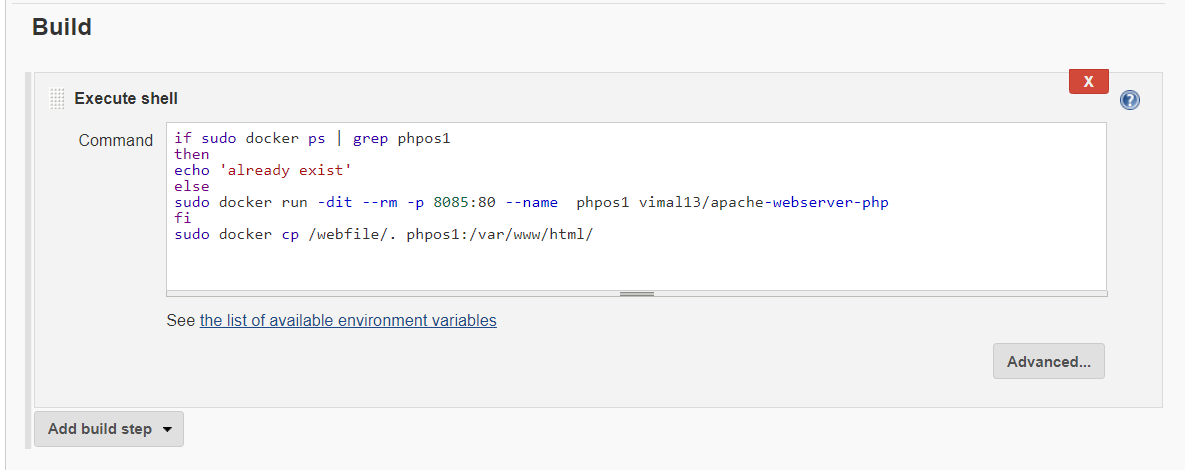 Build
X
Execute shell
?
Command
if sudo docker ps | grep phpos1
then
echo 'already exist'
else
sudo docker run -dit --rm -p 8085:80 --name  phpos1 vimal13/apache-webserver-php
fi
sudo docker cp /webfile/. phpos1:/var/www/html/
See the list of available environment variables
Advanced...
Add build step